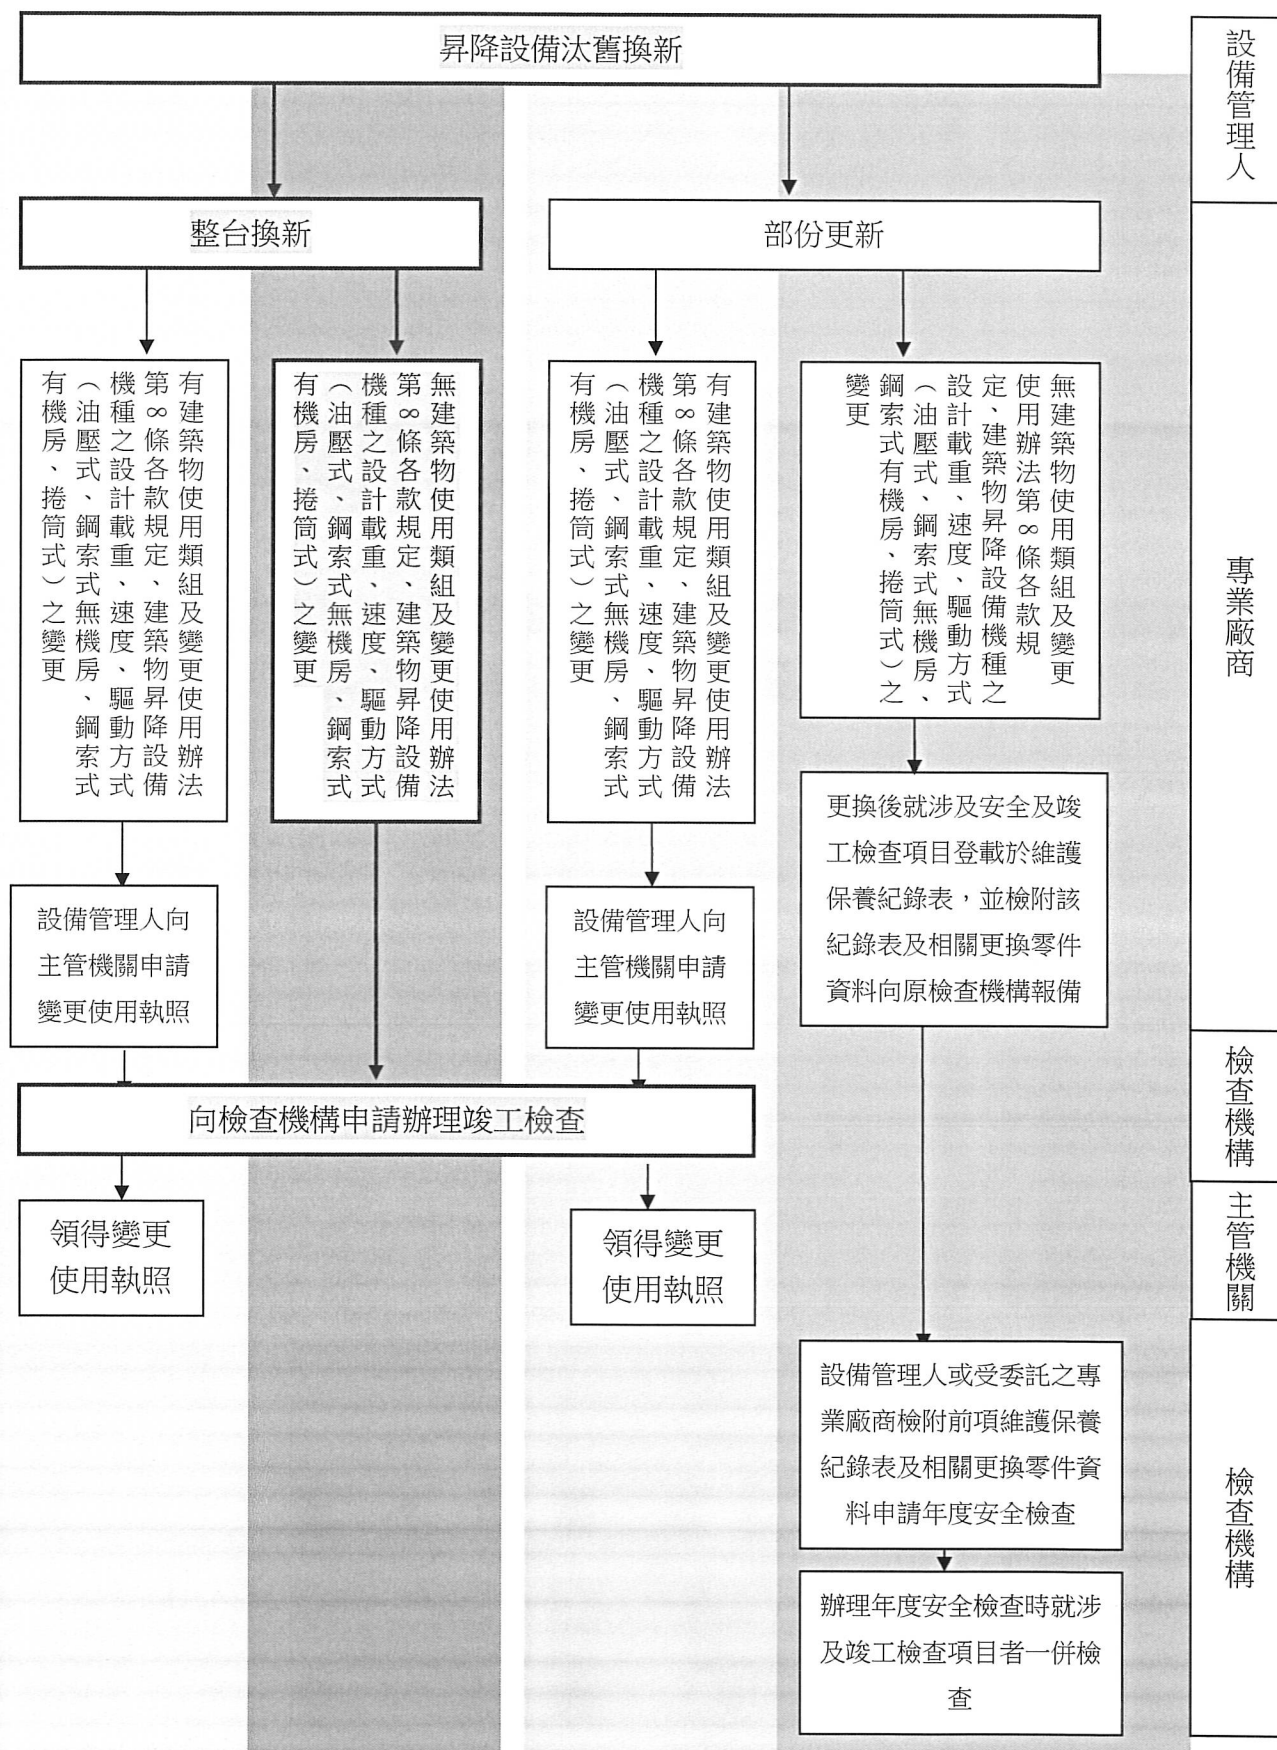 昇降設備汰舊換新
設備管理人
整台換新
部份更新
專業廠商
有建築物使用類組及變更使用辦法
第8條各款規定、建築物昇降設備
機種之設計載重、速度、驅動方式
（油壓式、鋼索式無機房、鋼索式
有機房、捲筒式）之變更
無建築物使用類組及變更使用辦法
第8條各款規定、建築物昇降設備
機種之設計載重、速度、驅動方式
（油壓式、鋼索式無機房、鋼索式
有機房、捲筒式）之變更
有建築物使用類組及變更使用辦法
第8條各款規定、建築物昇降設備
機種之設計載重、速度、驅動方式
（油壓式、鋼索式無機房、鋼索式
有機房、捲筒式）之變更
無建築物使用類組及變更
使用辦法第8條各款規
定、建築物昇降設備機種之
設計載重、速度、驅動方式
（油壓式、鋼索式無機房、
鋼索式有機房、捲筒式）之
變更
更換後就涉及安全及竣
工檢查項目登載於維護
保養紀錄表，並檢附該
紀錄表及相關更換零件
資料向原檢查機構報備
設備管理人向
主管機關申請
變更使用執照
設備管理人向
主管機關申請
變更使用執照
檢查機構
向檢查機構申請辦理竣工檢查
主管機關
領得變更
使用執照
領得變更
使用執照
檢查機構
設備管理人或受委託之專
業廠商檢附前項維護保養
紀錄表及相關更換零件資
料申請年度安全檢查
辦理年度安全檢查時就涉
及竣工檢查項目者一併檢
查